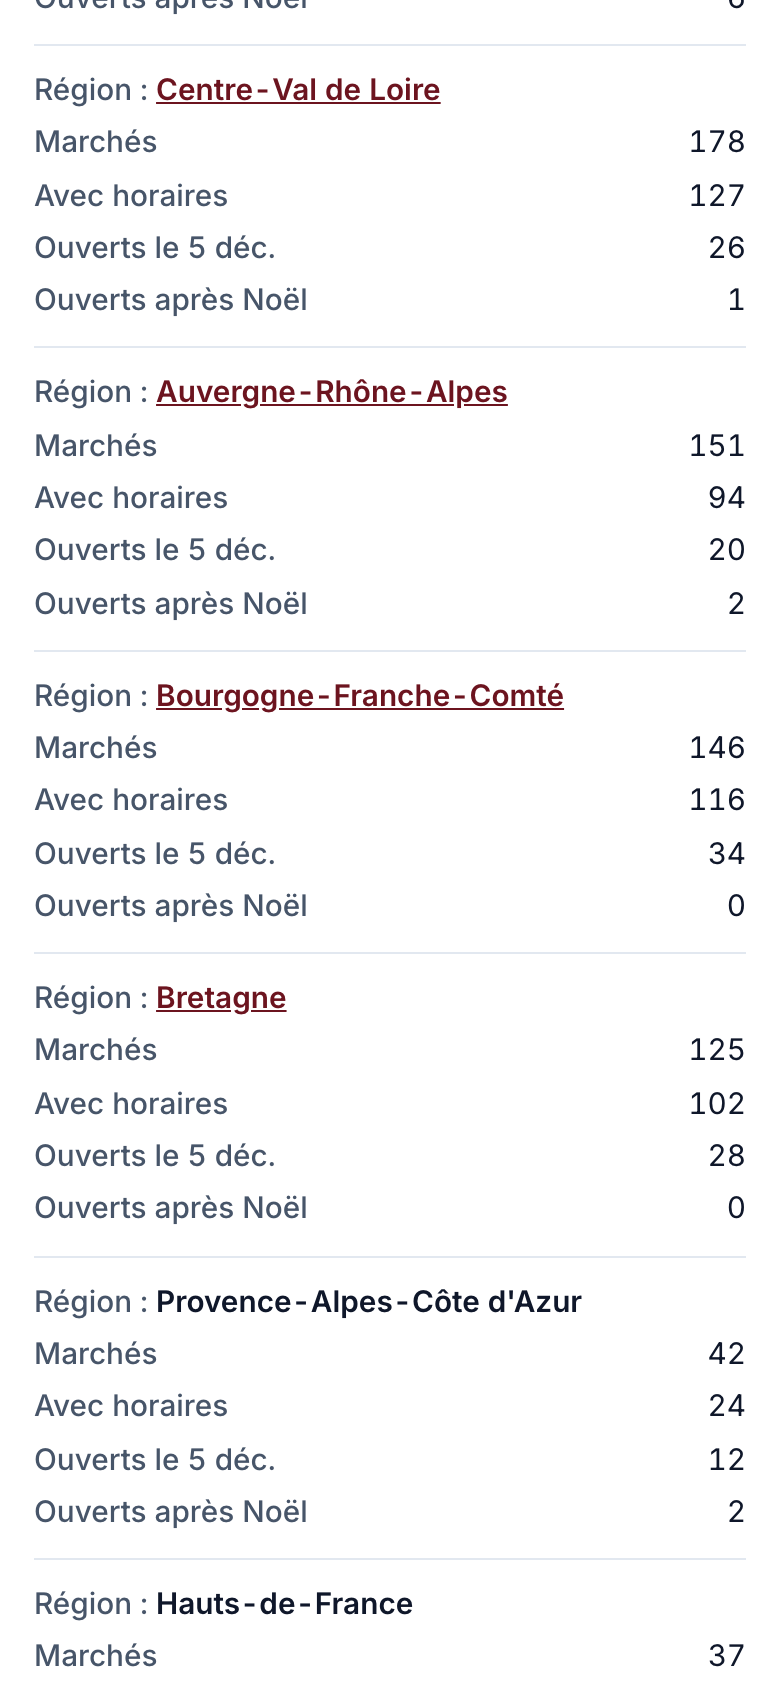 Ouverts après Noël 6
Région : Centre-Val de Loire
Marchés 178
Avec horaires 127
Ouverts le 5 déc. 26
Ouverts après Noël 1
Région : Auvergne-Rhône-Alpes
Marchés 151
Avec horaires 94
Ouverts le 5 déc. 20
Ouverts après Noël 2
Région : Bourgogne-Franche-Comté
Marchés 146
Avec horaires 116
Ouverts le 5 déc. 34
Ouverts après Noël 0
Région : Bretagne
Marchés 125
Avec horaires 102
Ouverts le 5 déc. 28
Ouverts après Noël 0
Région : Provence-Alpes-Côte d'Azur
Marchés 42
Avec horaires 24
Ouverts le 5 déc. 12
Ouverts après Noël 2
Région : Hauts-de-France
Marchés 37